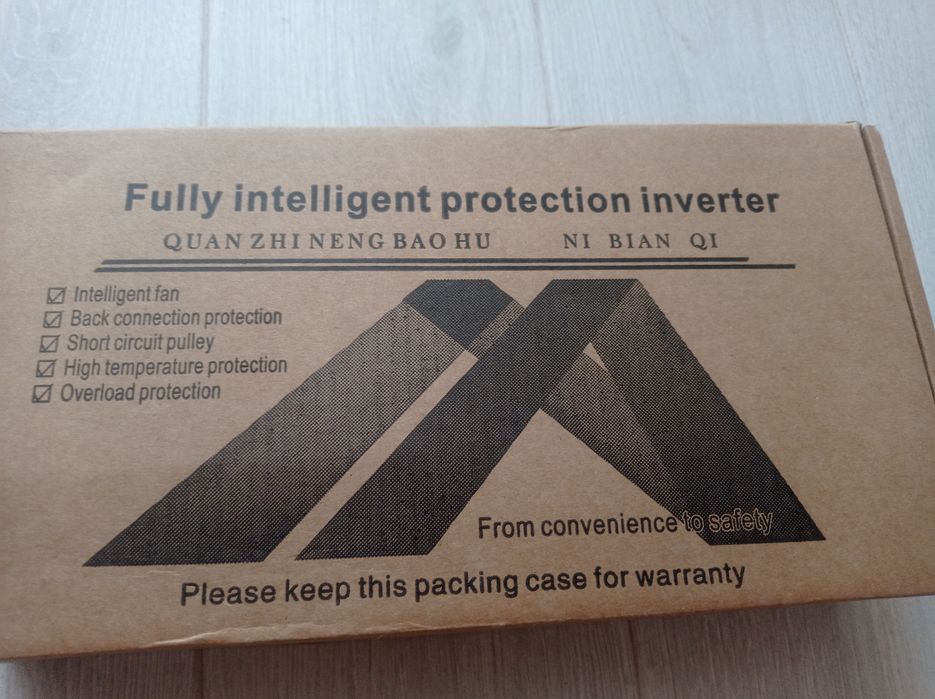 Fully intelligent protection inverter
QUAN ZHI NENG BAO HU NI BIAN QI
Intelligent fan
Back connection protection
Short circuit pulley
High temperature protection
Overload protection
From convenience to safety
Please keep this packing case for warranty